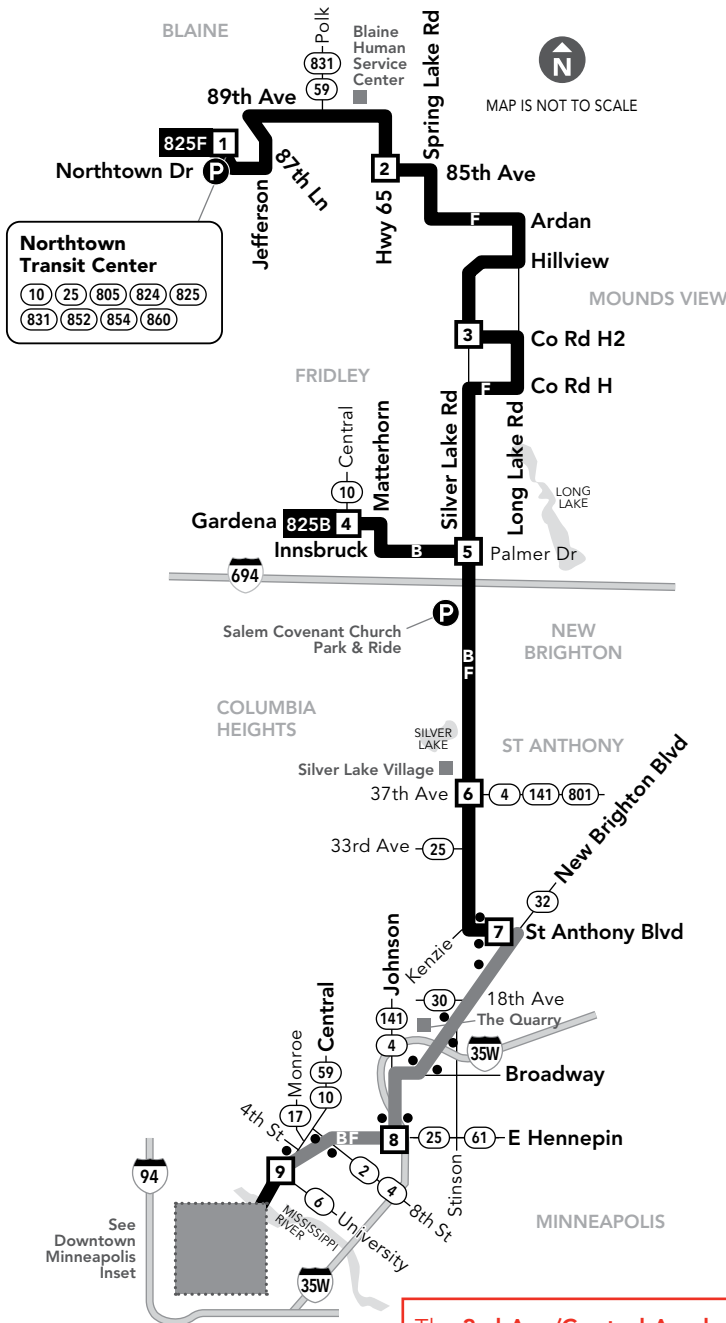 BLAINE
Polk
831
59
Blaine
Human
Service
Center
N
MAP IS NOT TO SCALE
89th Ave
Spring Lake Rd
825F 1
Northtown Dr P
Jefferson
87th Ln
2
Hwy 65
85th Ave
F
Ardan
Hillview
Northtown
Transit Center
10 25 805 824 825
831 852 854 860
MOUNDS VIEW
3
Co Rd H2
FRIDLEY
F
Co Rd H
Silver Lake Rd
Long Lake Rd
Central
10
Matterhorn
LONG
LAKE
Gardena 825B 4
Innsbruck
B
5
Palmer Dr
694
P
Salem Covenant Church
Park & Ride
NEW
BRIGHTON
B
F
COLUMBIA
HEIGHTS
SILVER
LAKE
ST ANTHONY
Silver Lake Village
37th Ave
6
4 141 801
New Brighton Blvd
33rd Ave 25
32
Kenzie
7
St Anthony Blvd
Johnson
141
4
30
18th Ave
The Quarry
35W
Broadway
Central
59
10
Monroe
17
4th St
BF
8
25 61 E Hennepin
Stinson
9
2
4
8th St
6
University
MISSISSIPPI
RIVER
94
See
Downtown
Minneapolis
Inset
MINNEAPOLIS
35W